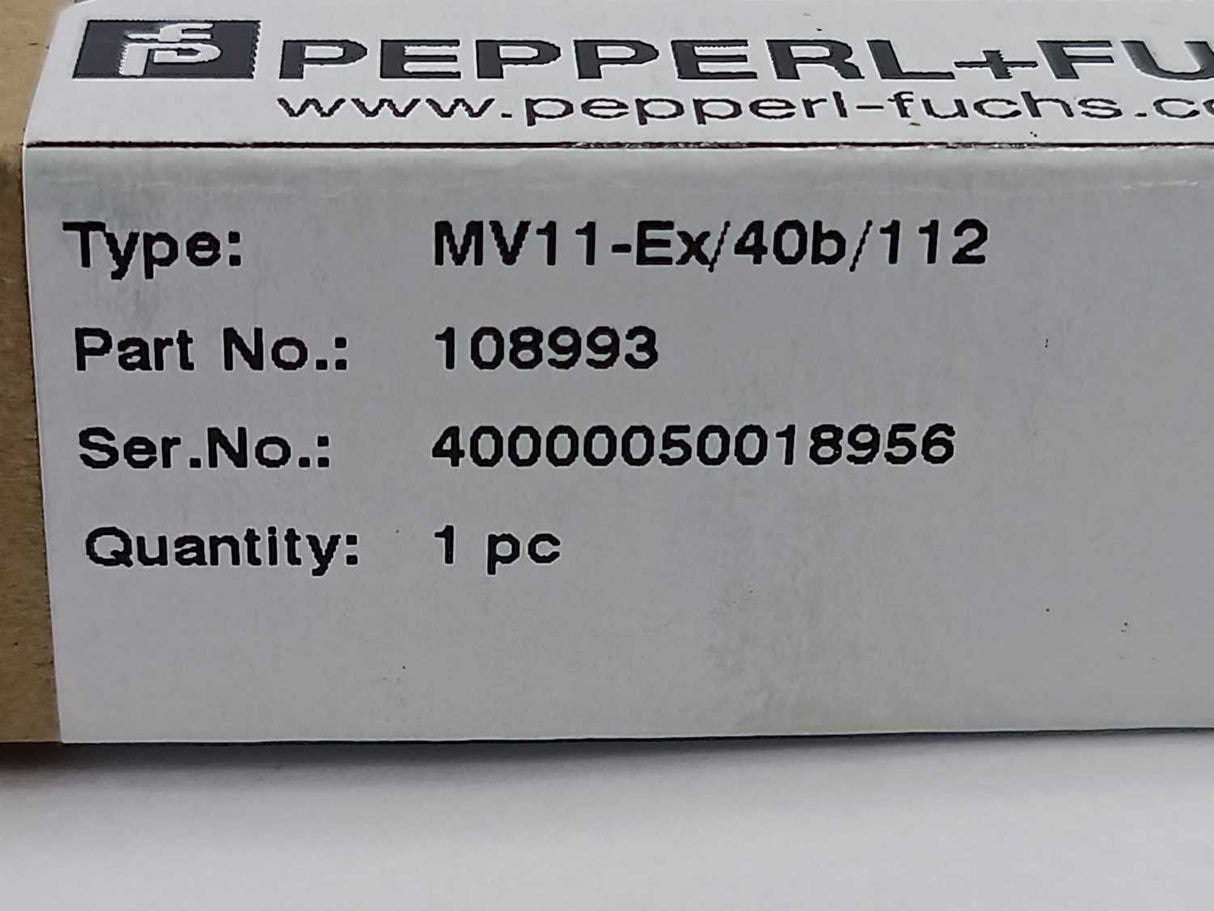 PEPPERL+FU
www.pepperl-fuchs.co
Type: MV11-Ex/40b/112
Part No.: 108993
Ser.No.: 40000050018956
Quantity: 1 pc